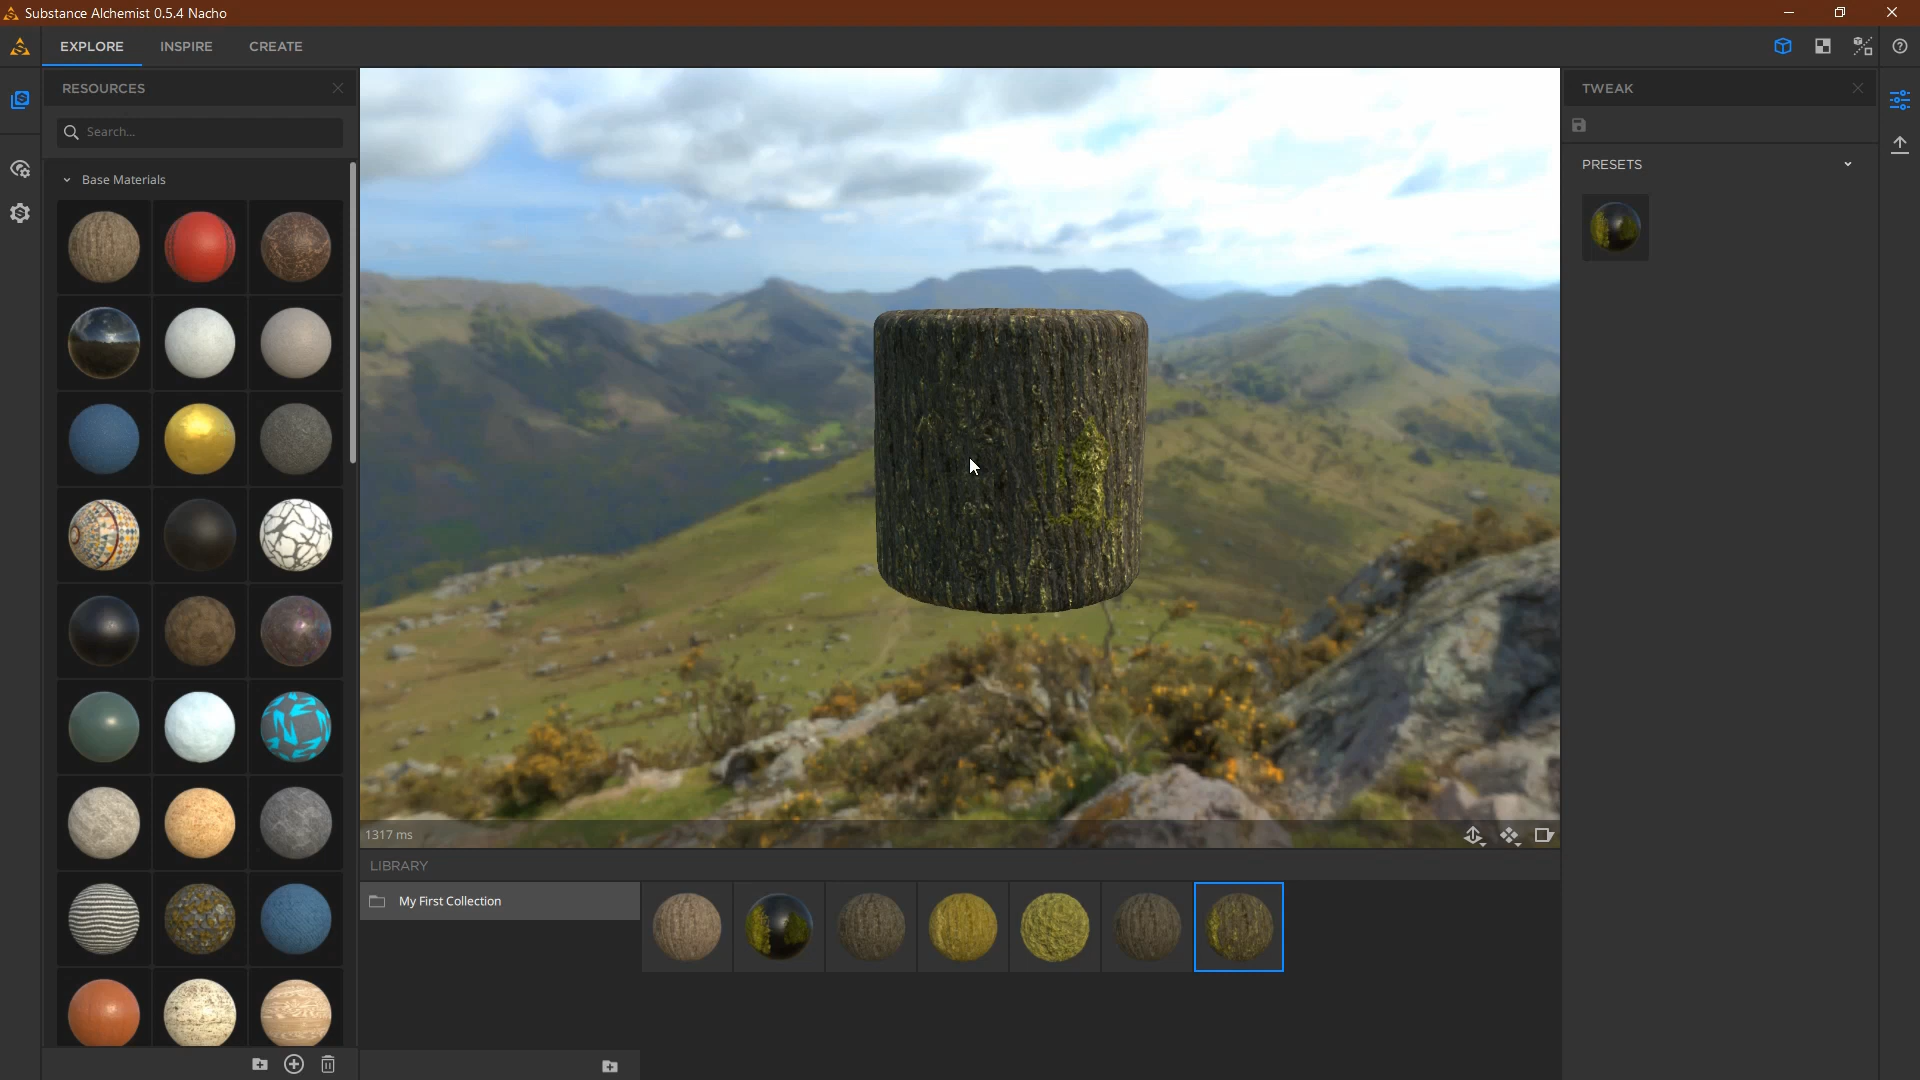 Substance Alchemist 0.5.4 Nacho
EXPLORE INSPIRE CREATE
RESOURCES
Search...
Base Materials
1317 ms
LIBRARY
My First Collection
TWEAK
PRESETS